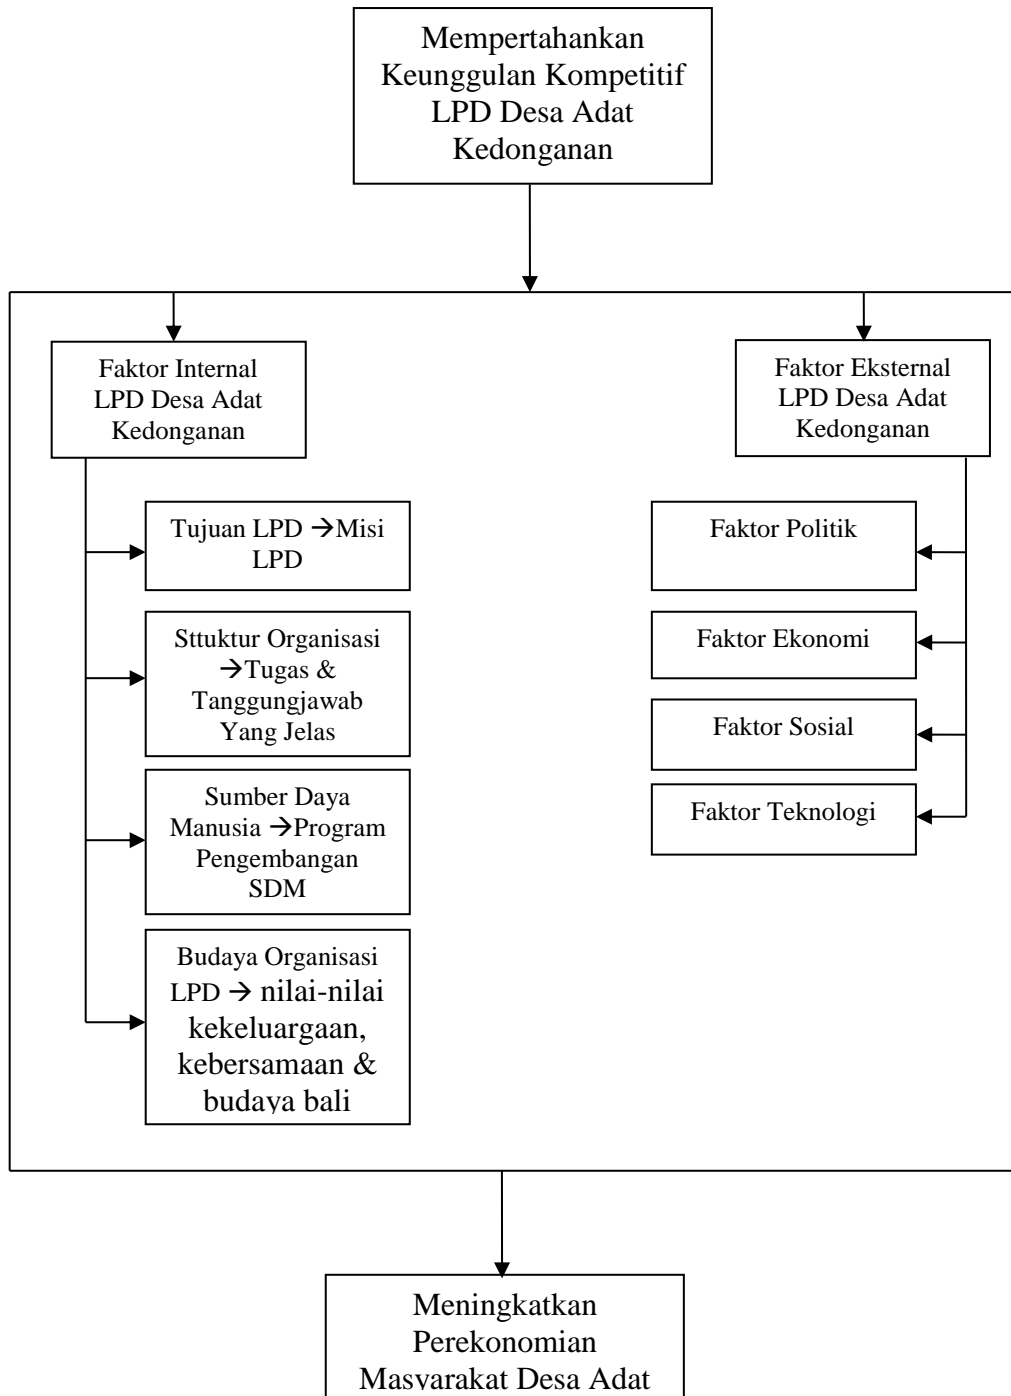 Mempertahankan
Keunggulan Kompetitif
LPD Desa Adat
Kedonganan
Faktor Internal
LPD Desa Adat
Kedonganan
Tujuan LPD →Misi
LPD
Sttuktur Organisasi
→Tugas &
Tanggungjawab
Yang Jelas
Sumber Daya
Manusia →Program
Pengembangan
SDM
Budaya Organisasi
LPD → nilai-nilai
kekeluargaan,
kebersamaan &
budaya bali
Faktor Eksternal
LPD Desa Adat
Kedonganan
Faktor Politik
Faktor Ekonomi
Faktor Sosial
Faktor Teknologi
Meningkatkan
Perekonomian
Masyarakat Desa Adat